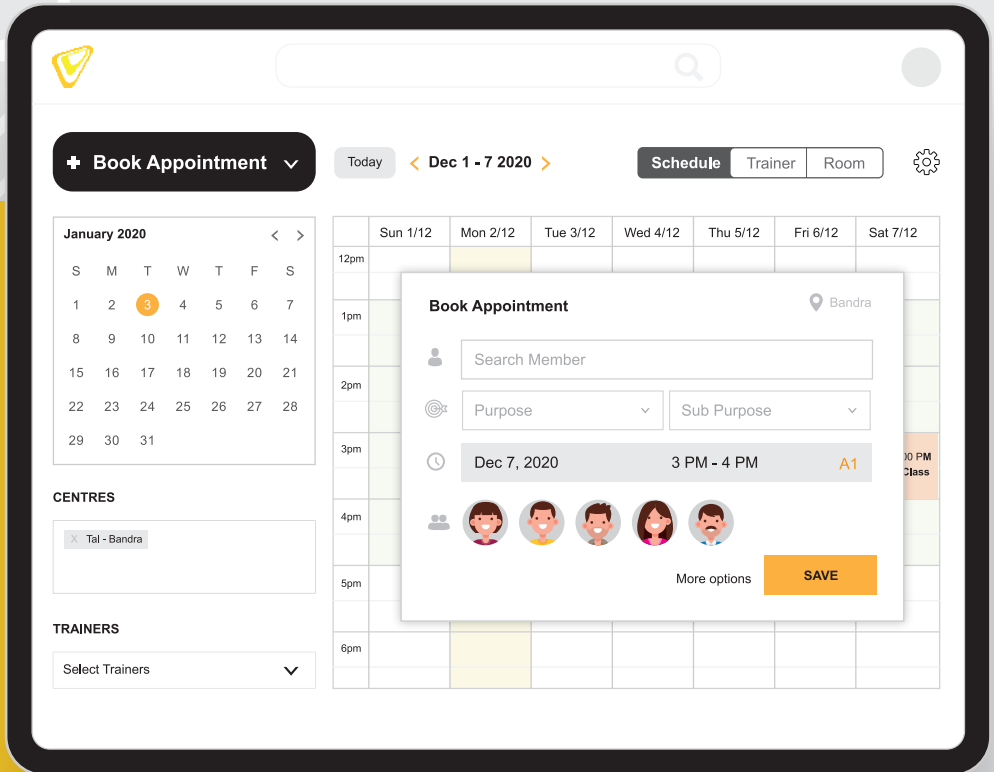 Book Appointment
Today
Dec 1 - 7 2020
Schedule Trainer Room
January 2020
S M T W T F S
1 2 3 4 5 6 7
8 9 10 11 12 13 14
15 16 17 18 19 20 21
22 23 24 25 26 27 28
29 30 31
CENTRES
X Tal - Bandra
TRAINERS
Select Trainers
Sun 1/12 Mon 2/12 Tue 3/12 Wed 4/12 Thu 5/12 Fri 6/12 Sat 7/12
12pm
1pm
2pm
3pm
4pm
5pm
6pm
00 PM
Class
Book Appointment
Bandra
Search Member
Purpose Sub Purpose
Dec 7, 2020 3 PM - 4 PM A1
More options SAVE